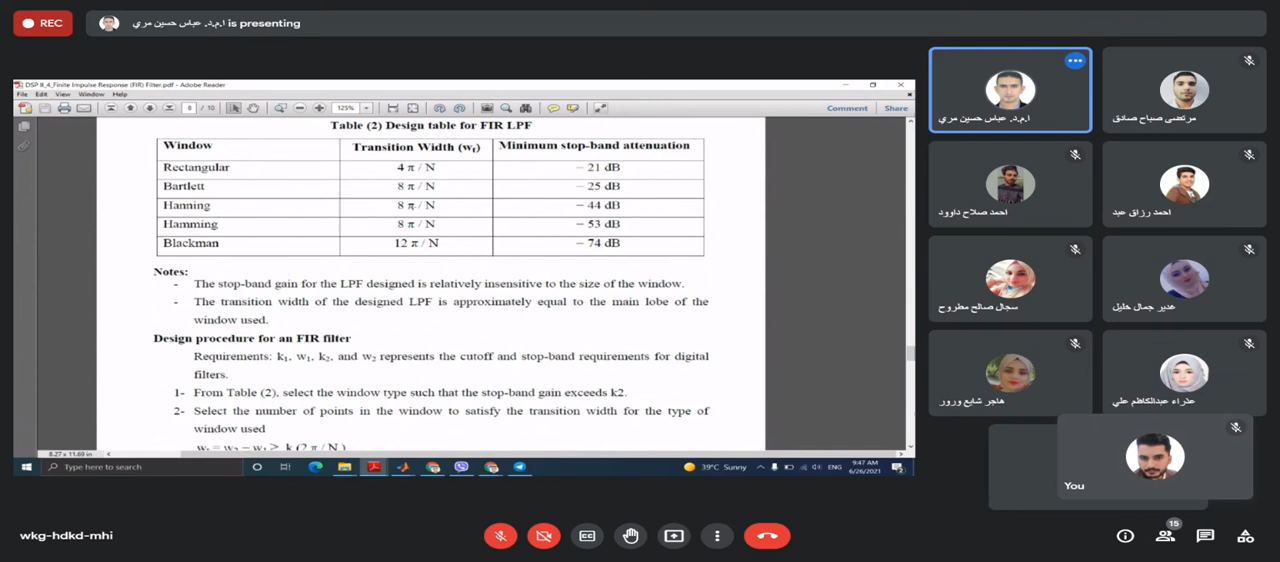 REC
ا.م.د. عباس حسين مري is presenting
DSP II_4_Finite Impulse Response (FIR) Filter.pdf - Adobe Reader
File Edit View Window Help
8 / 10
125%
Comment
Share
Table (2) Design table for FIR LPF
Window Transition Width (wt) Minimum stop-band attenuation
Rectangular 4 π / N – 21 dB
Bartlett 8 π / N – 25 dB
Hanning 8 π / N – 44 dB
Hamming 8 π / N – 53 dB
Blackman 12 π / N – 74 dB
Notes:
- The stop-band gain for the LPF designed is relatively insensitive to the size of the window.
- The transition width of the designed LPF is approximately equal to the main lobe of the
window used.
Design procedure for an FIR filter
Requirements: k1, w1, k2, and w2 represents the cutoff and stop-band requirements for digital
filters.
1- From Table (2), select the window type such that the stop-band gain exceeds k2.
2- Select the number of points in the window to satisfy the transition width for the type of
window used
wt = w2 – w1 ≥ k (2 π / N)
8.27 x 11.69 in
Type here to search
39°C Sunny
ENG
9:47 AM
6/26/2021
2
ا.م.د. عباس حسين مري
مرتضى صباح صادق
احمد صلاح داوود
احمد رزاق عبد
سجال صالح مطروح
غدير جمال خليل
هاجر شايع ورور
عذراء عبدالكاظم علي
You
wkg-hdkd-mhi
15